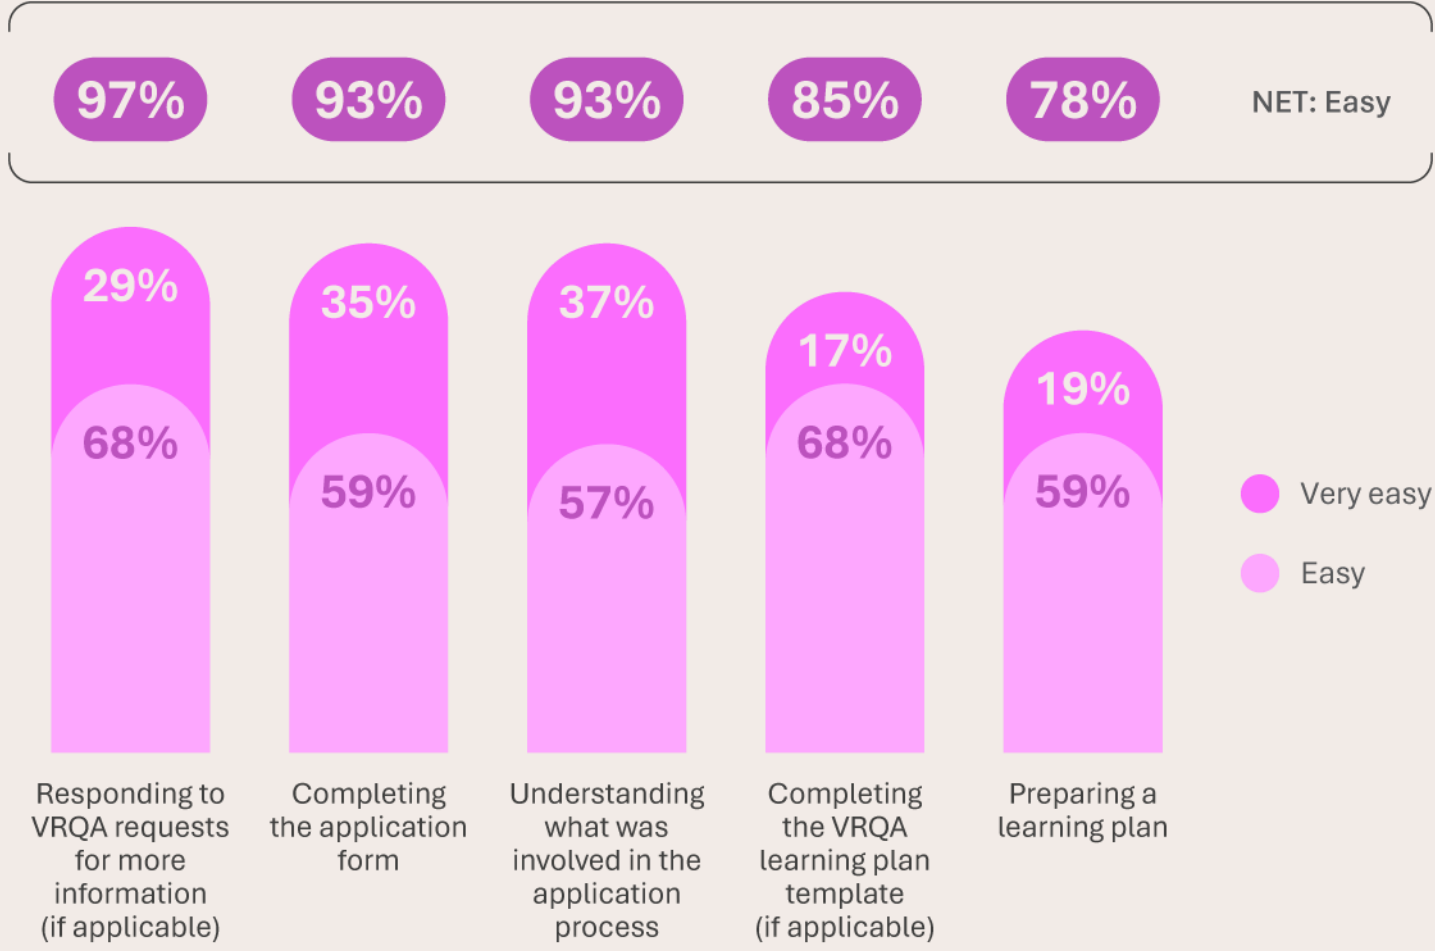 97% 93% 93% 85% 78% NET: Easy
29%
68%
35%
59%
37%
57%
17%
68%
19%
59%
Very easy
Easy
Responding to
VRQA requests
for more
information
(if applicable)
Completing
the application
form
Understanding
what was
involved in the
application
process
Completing
the VRQA
learning plan
template
(if applicable)
Preparing a
learning plan